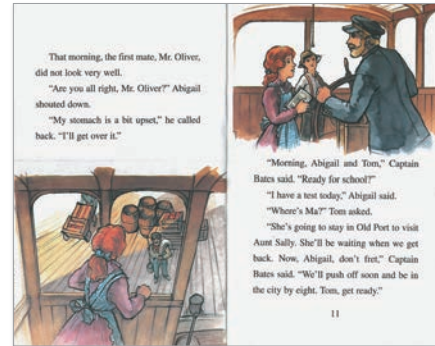 That morning, the first mate, Mr. Oliver,
did not look very well.
"Are you all right, Mr. Oliver?" Abigail
shouted down.
"My stomach is a bit upset," he called
back. "I'll get over it."
"Morning, Abigail and Tom," Captain
Bates said. "Ready for school?"
"I have a test today," Abigail said.
"Where's Ma?" Tom asked.
"She's going to stay in Old Port to visit
Aunt Sally. She'll be waiting when we get
back. Now, Abigail, don't fret," Captain
Bates said. "We'll push off soon and be in
the city by eight. Tom, get ready."
11